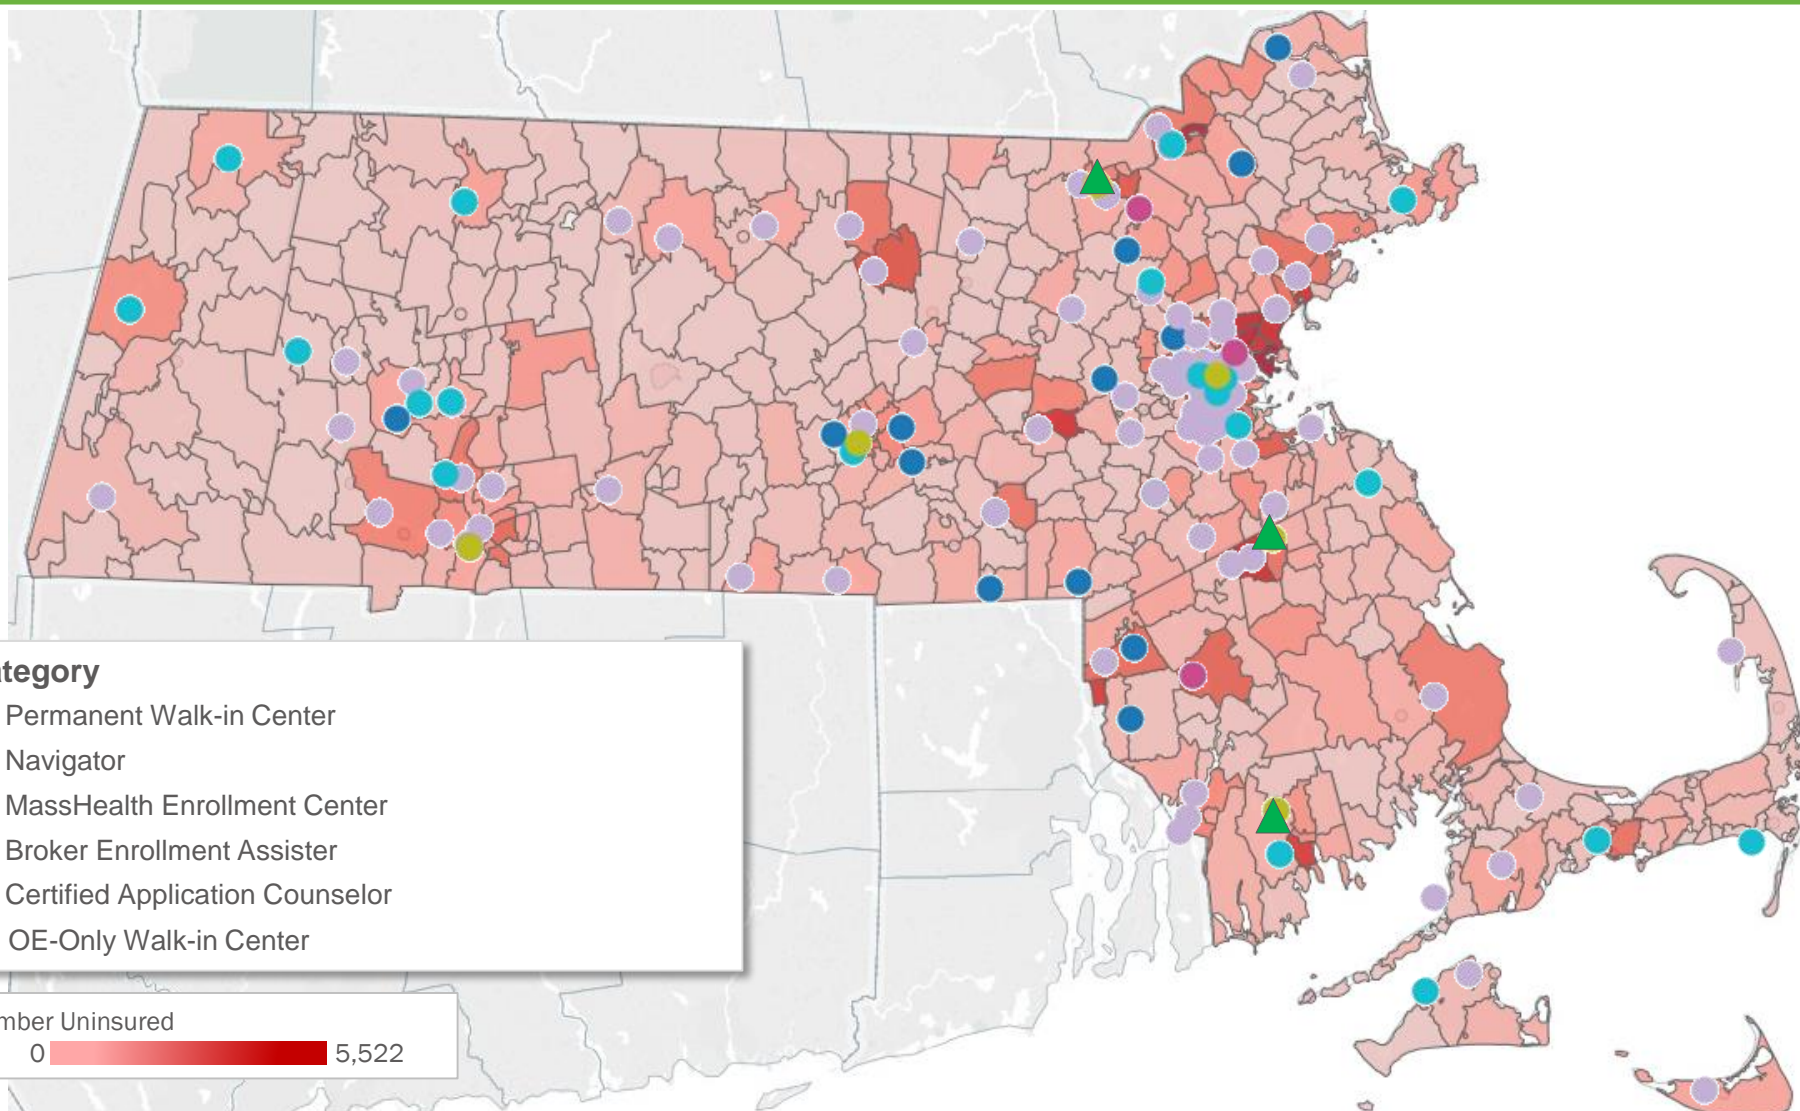 tegory
Permanent Walk-in Center
Navigator
MassHealth Enrollment Center
Broker Enrollment Assister
Certified Application Counselor
OE-Only Walk-in Center
mber Uninsured
0 5,522